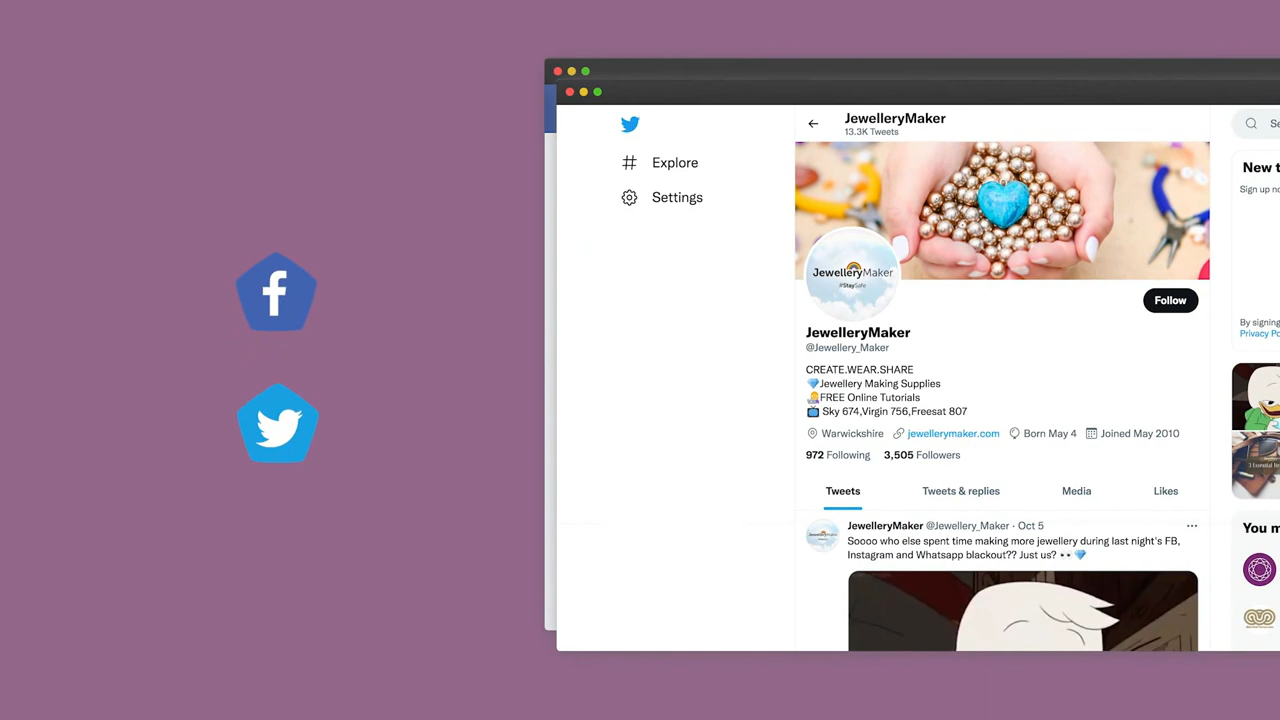 JewelleryMaker
13.3K Tweets
Explore
Settings
JewelleryMaker
#StaySafe
Follow
JewelleryMaker
@Jewellery_Maker
CREATE.WEAR.SHARE
💎Jewellery Making Supplies
FREE Online Tutorials
📺 Sky 674,Virgin 756,Freesat 807
Warwickshire jewellerymaker.com Born May 4 Joined May 2010
972 Following 3,505 Followers
Tweets Tweets & replies Media Likes
JewelleryMaker @Jewellery_Maker · Oct 5
Soooo who else spent time making more jewellery during last night's FB,
Instagram and Whatsapp blackout?? Just us? 👀 💎
Se
New t
Sign up no
By signing
Privacy Po
You m